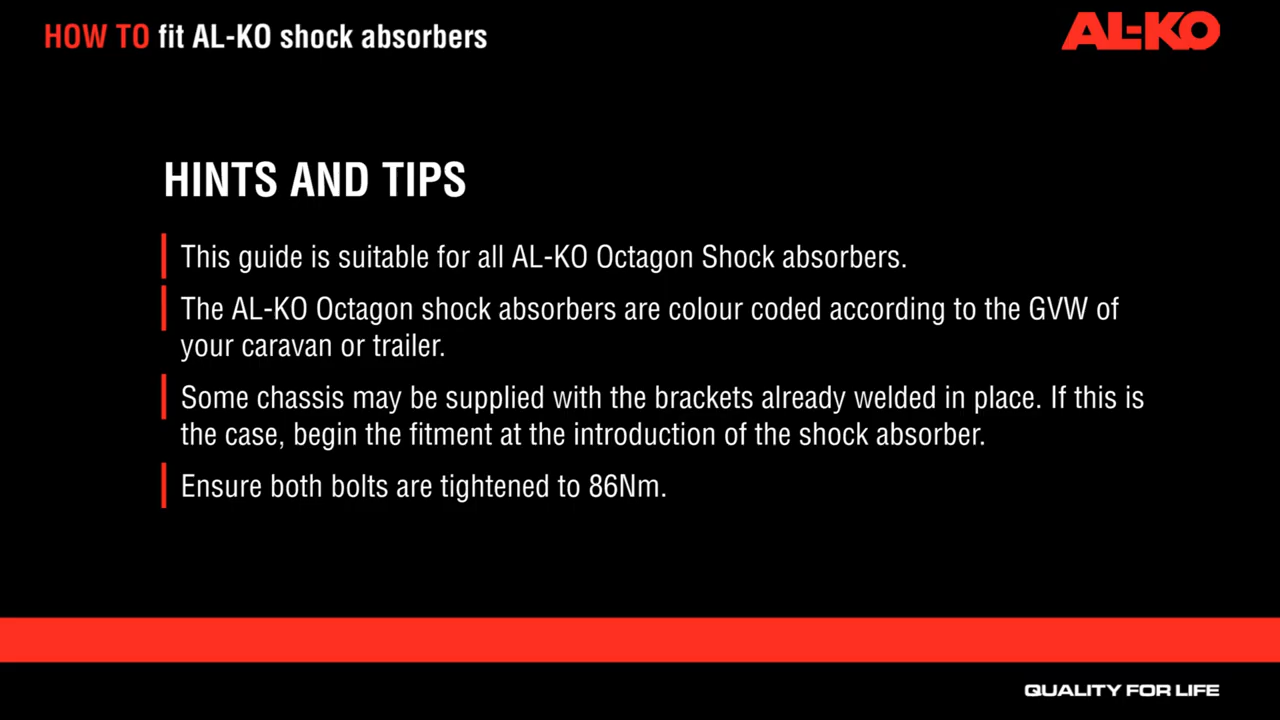 HOW TO fit AL-KO shock absorbers
AL-KO
HINTS AND TIPS
This guide is suitable for all AL-KO Octagon Shock absorbers.
The AL-KO Octagon shock absorbers are colour coded according to the GVW of
your caravan or trailer.
Some chassis may be supplied with the brackets already welded in place. If this is
the case, begin the fitment at the introduction of the shock absorber.
Ensure both bolts are tightened to 86Nm.
QUALITY FOR LIFE